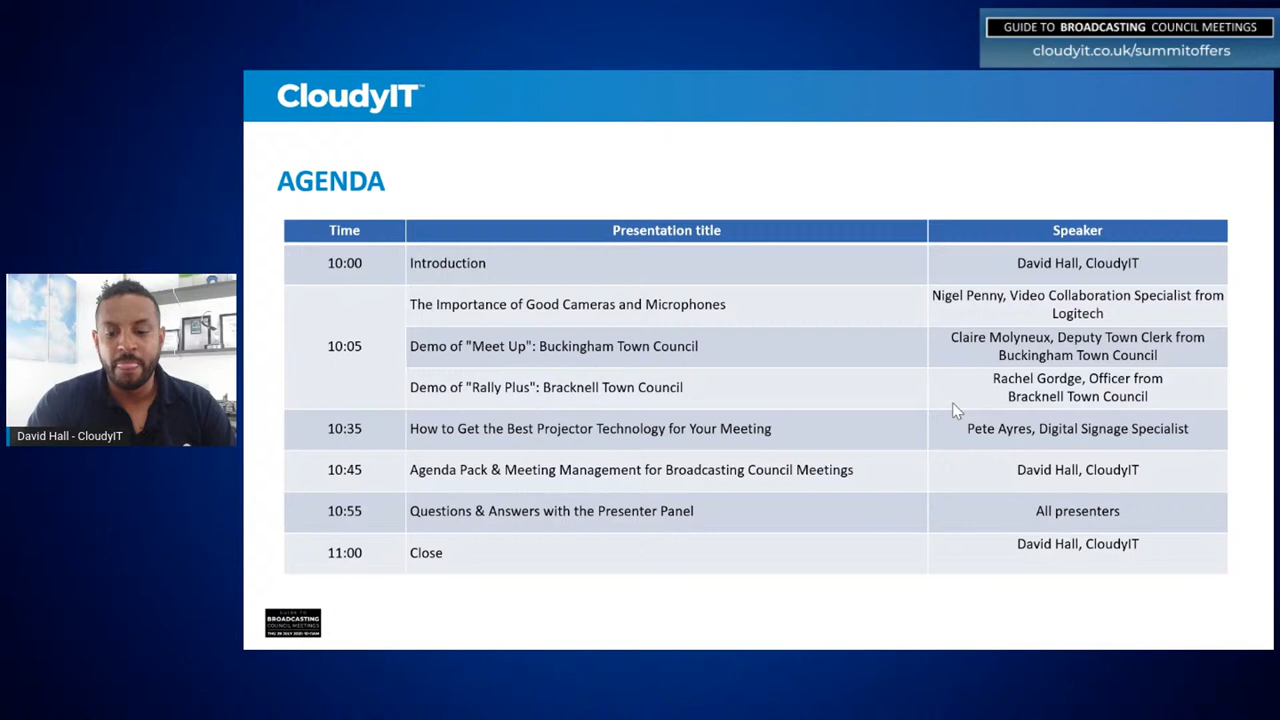 GUIDE TO BROADCASTING COUNCIL MEETINGS
cloudyit.co.uk/summitoffers
CloudyIT™
AGENDA
Time Presentation title Speaker
10:00 Introduction David Hall, CloudyIT
10:05
The Importance of Good Cameras and Microphones
Nigel Penny, Video Collaboration Specialist from
Logitech
Demo of "Meet Up": Buckingham Town Council
Claire Molyneux, Deputy Town Clerk from
Buckingham Town Council
Demo of "Rally Plus": Bracknell Town Council
Rachel Gordge, Officer from
Bracknell Town Council
10:35 How to Get the Best Projector Technology for Your Meeting Pete Ayres, Digital Signage Specialist
10:45 Agenda Pack & Meeting Management for Broadcasting Council Meetings David Hall, CloudyIT
10:55 Questions & Answers with the Presenter Panel All presenters
11:00 Close David Hall, CloudyIT
David Hall - CloudyIT
GUIDE TO
BROADCASTING
COUNCIL MEETINGS